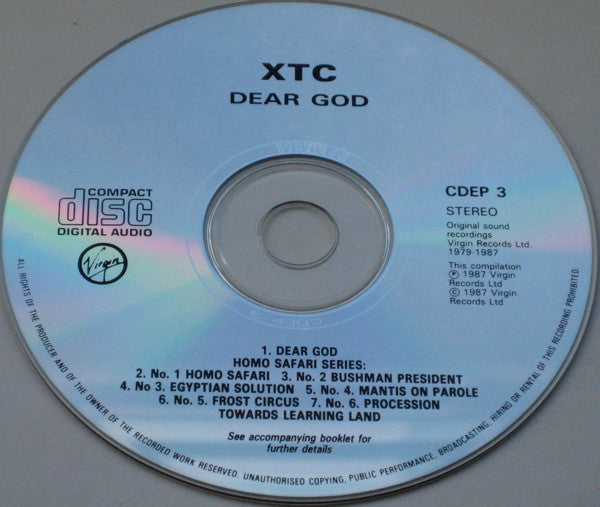 XTC
DEAR GOD
COMPACT
disc
DIGITAL AUDIO
Virgin
CDEP 3
STEREO
Original sound
recordings
Virgin Records Ltd.
1979-1987
This compilation
℗ 1987 Virgin
Records Ltd
© 1987 Virgin
Records Ltd
1. DEAR GOD
HOMO SAFARI SERIES:
2. No. 1 HOMO SAFARI 3. No. 2 BUSHMAN PRESIDENT
4. No 3. EGYPTIAN SOLUTION 5. No. 4. MANTIS ON PAROLE
6. No. 5. FROST CIRCUS 7. No. 6. PROCESSION
TOWARDS LEARNING LAND
See accompanying booklet for
further details
ALL RIGHTS OF THE PRODUCER AND OF THE OWNER OF THE RECORDED WORK RESERVED. UNAUTHORISED COPYING, PUBLIC PERFORMANCE, BROADCASTING, HIRING OR RENTAL OF THIS RECORDING PROHIBITED.